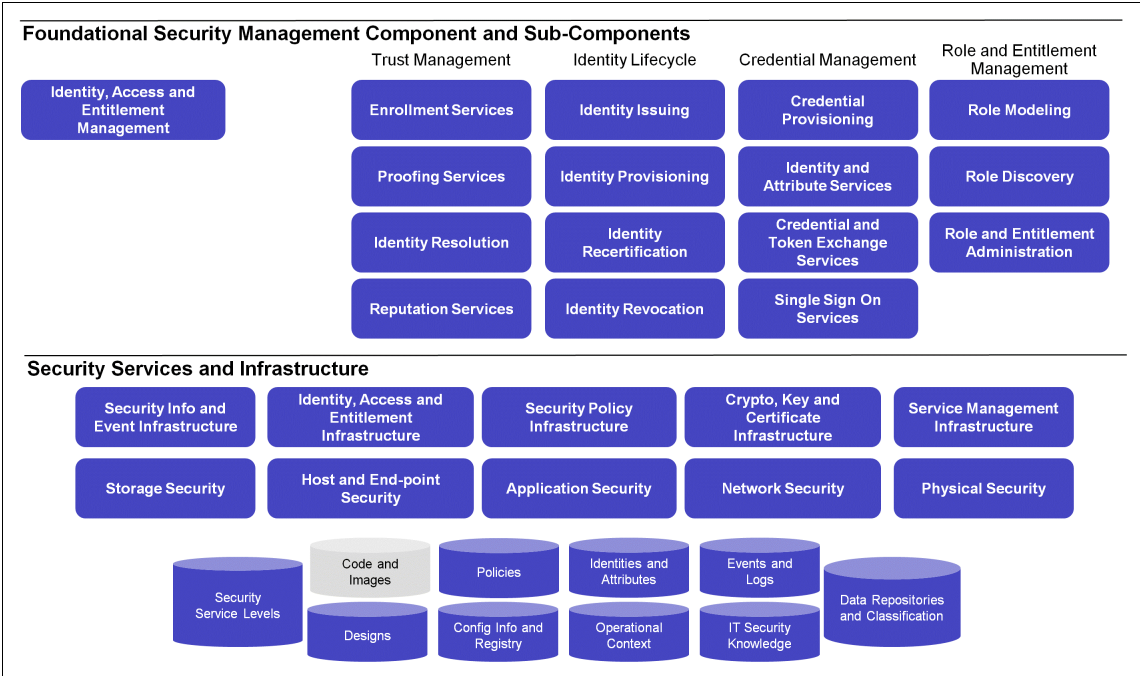 Foundational Security Management Component and Sub-Components
Trust Management
Identity Lifecycle
Credential Management
Role and Entitlement
Management
Identity, Access and
Entitlement
Management
Enrollment Services
Identity Issuing
Credential
Provisioning
Role Modeling
Proofing Services
Identity Provisioning
Identity and
Attribute Services
Role Discovery
Identity Resolution
Identity
Recertification
Credential and
Token Exchange
Services
Role and Entitlement
Administration
Reputation Services
Identity Revocation
Single Sign On
Services
Security Services and Infrastructure
Security Info and
Event Infrastructure
Identity, Access and
Entitlement
Infrastructure
Security Policy
Infrastructure
Crypto, Key and
Certificate
Infrastructure
Service Management
Infrastructure
Storage Security
Host and End-point
Security
Application Security
Network Security
Physical Security
Security
Service Levels
Code and
Images
Policies
Identities and
Attributes
Events and
Logs
Data Repositories
and Classification
Designs
Config Info and
Registry
Operational
Context
IT Security
Knowledge